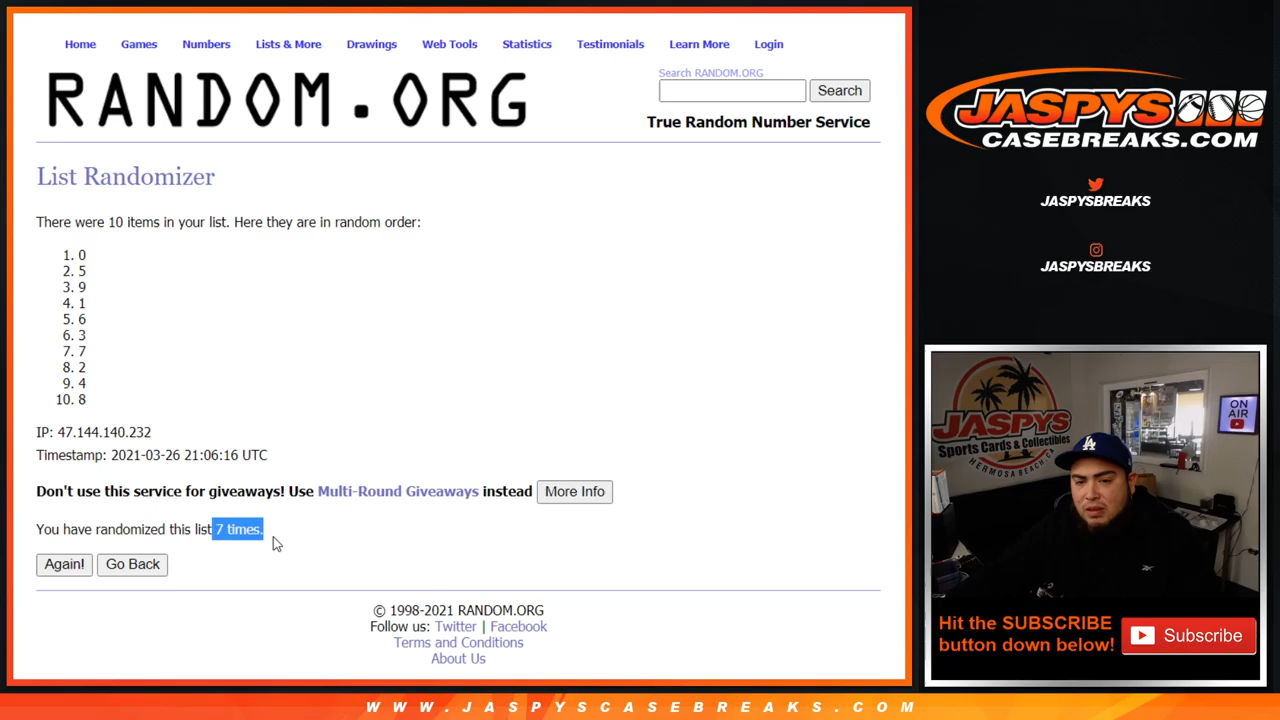 Home Games Numbers Lists & More Drawings Web Tools Statistics Testimonials Learn More Login
RANDOM.ORG
Search RANDOM.ORG
Search
True Random Number Service
List Randomizer
There were 10 items in your list. Here they are in random order:
1. 0
2. 5
3. 9
4. 1
5. 6
6. 3
7. 7
8. 2
9. 4
10. 8
IP: 47.144.140.232
Timestamp: 2021-03-26 21:06:16 UTC
Don't use this service for giveaways! Use Multi-Round Giveaways instead More Info
You have randomized this list 7 times.
Again! Go Back
© 1998-2021 RANDOM.ORG
Follow us: Twitter | Facebook
Terms and Conditions
About Us
JASPYS
CASEBREAKS.COM
JASPYSBREAKS
JASPYSBREAKS
JASPYS
Sports Cards & Collectibles
HERMOSA BEACH, CA
ON
AIR
LA
Hit the SUBSCRIBE
button down below!
Subscribe
WWW.JASPYSCASEBREAKS.COM